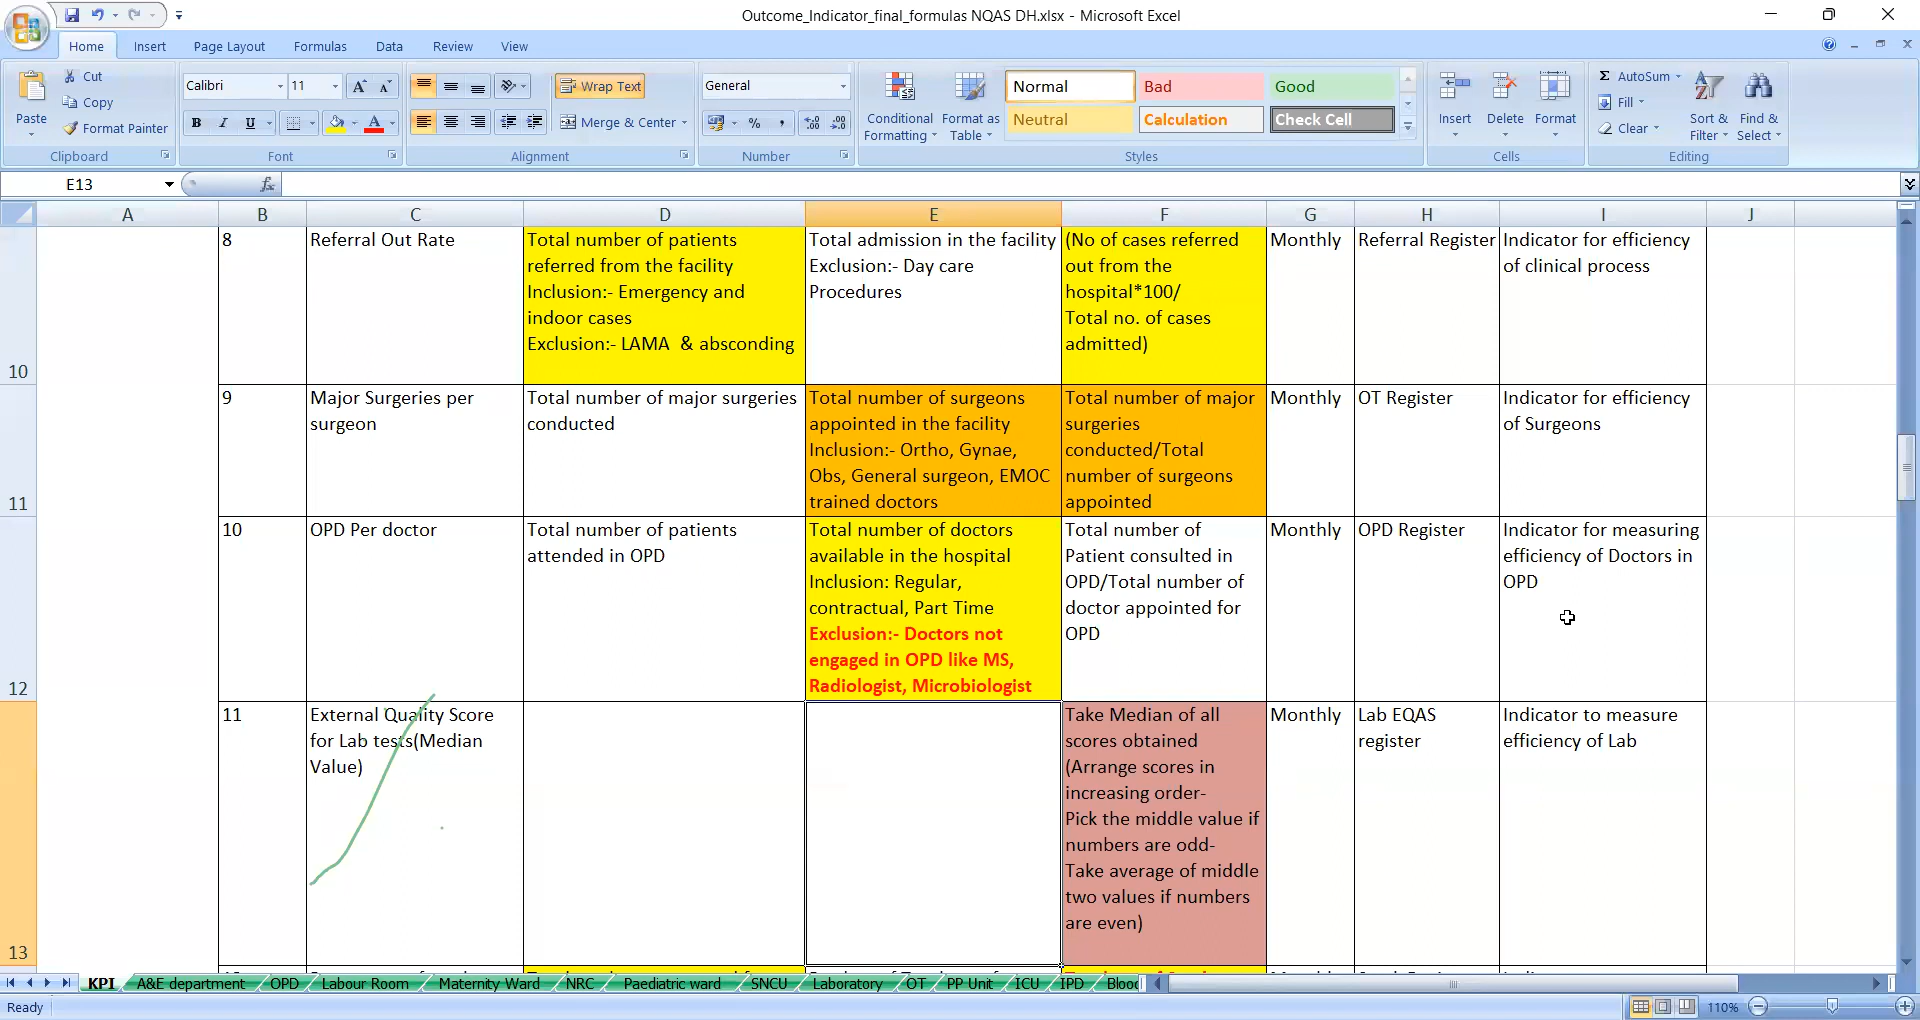 Outcome_Indicator_final_formulas NQAS DH.xlsx - Microsoft Excel
Home Insert Page Layout Formulas Data Review View
Paste
Cut
Copy
Format Painter
Clipboard
Calibri 11
B I U
Font
Wrap Text
Merge & Center
Alignment
General
%
Number
Conditional Formatting
Format as Table
Normal Bad Good
Neutral Calculation Check Cell
Styles
Insert Delete Format
Cells
AutoSum
Fill
Clear
Sort & Filter
Find & Select
Editing
E13
fx
A B C D E F G H I J
10
8
Referral Out Rate
Total number of patients
referred from the facility
Inclusion:- Emergency and
indoor cases
Exclusion:- LAMA & absconding
Total admission in the facility
Exclusion:- Day care
Procedures
(No of cases referred
out from the
hospital*100/
Total no. of cases
admitted)
Monthly
Referral Register
Indicator for efficiency
of clinical process
11
9
Major Surgeries per
surgeon
Total number of major surgeries
conducted
Total number of surgeons
appointed in the facility
Inclusion:- Ortho, Gynae,
Obs, General surgeon, EMOC
trained doctors
Total number of major
surgeries
conducted/Total
number of surgeons
appointed
Monthly
OT Register
Indicator for efficiency
of Surgeons
12
10
OPD Per doctor
Total number of patients
attended in OPD
Total number of doctors
available in the hospital
Inclusion: Regular,
contractual, Part Time
Exclusion:- Doctors not
engaged in OPD like MS,
Radiologist, Microbiologist
Total number of
Patient consulted in
OPD/Total number of
doctor appointed for
OPD
Monthly
OPD Register
Indicator for measuring
efficiency of Doctors in
OPD
13
11
External Quality Score
for Lab tests(Median
Value)
Take Median of all
scores obtained
(Arrange scores in
increasing order-
Pick the middle value if
numbers are odd-
Take average of middle
two values if numbers
are even)
Monthly
Lab EQAS
register
Indicator to measure
efficiency of Lab
KPI A&E department OPD Labour Room Maternity Ward NRC Paediatric ward SNCU Laboratory OT PP Unit ICU IPD Blood
Ready
110%